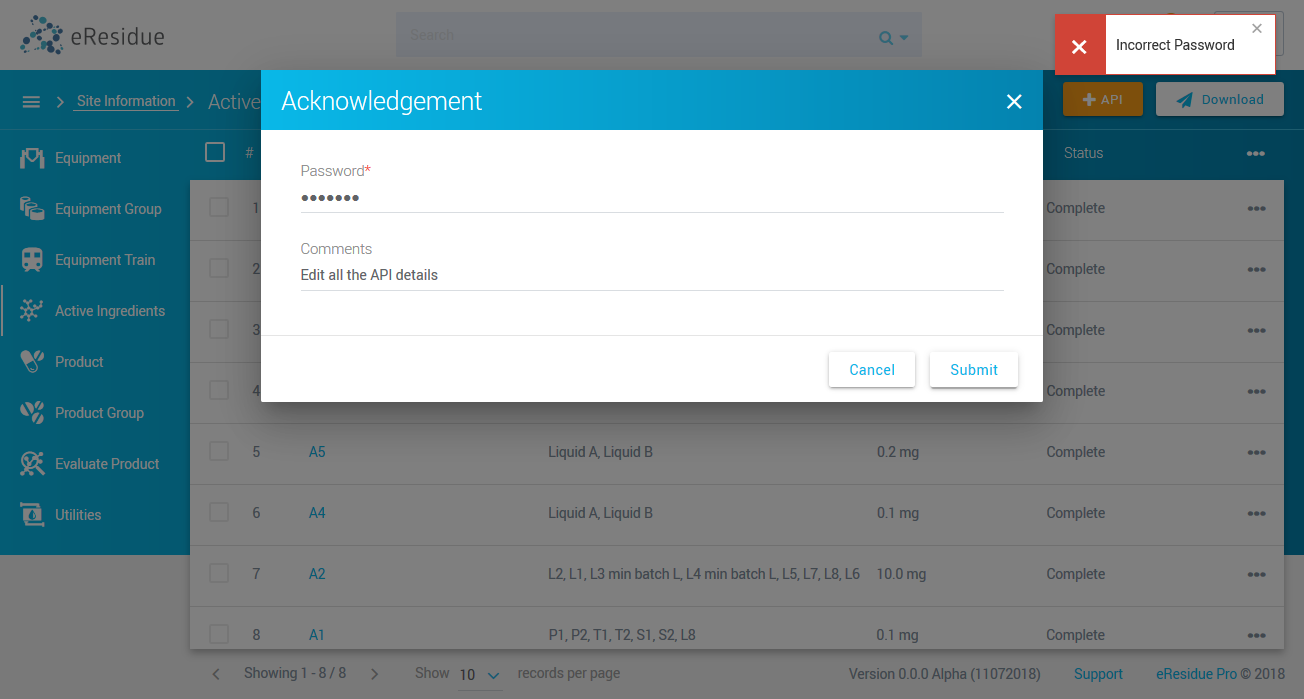 eResidue
Search
Incorrect Password
Site Information
Active
Acknowledgement
API
Download
Equipment
#
Status
Password*
•••••••
Equipment Group
1
Complete
Comments
Equipment Train
Edit all the API details
2
Complete
Active Ingredients
3
Complete
Product
Cancel
Submit
4
Complete
Product Group
5
A5
Liquid A, Liquid B
0.2 mg
Complete
Evaluate Product
6
A4
Liquid A, Liquid B
0.1 mg
Complete
Utilities
7
A2
L2, L1, L3 min batch L, L4 min batch L, L5, L7, L8, L6
10.0 mg
Complete
8
A1
P1, P2, T1, T2, S1, S2, L8
0.1 mg
Complete
Showing 1 - 8 / 8
Show 10 records per page
Version 0.0.0 Alpha (11072018)
Support
eResidue Pro © 2018